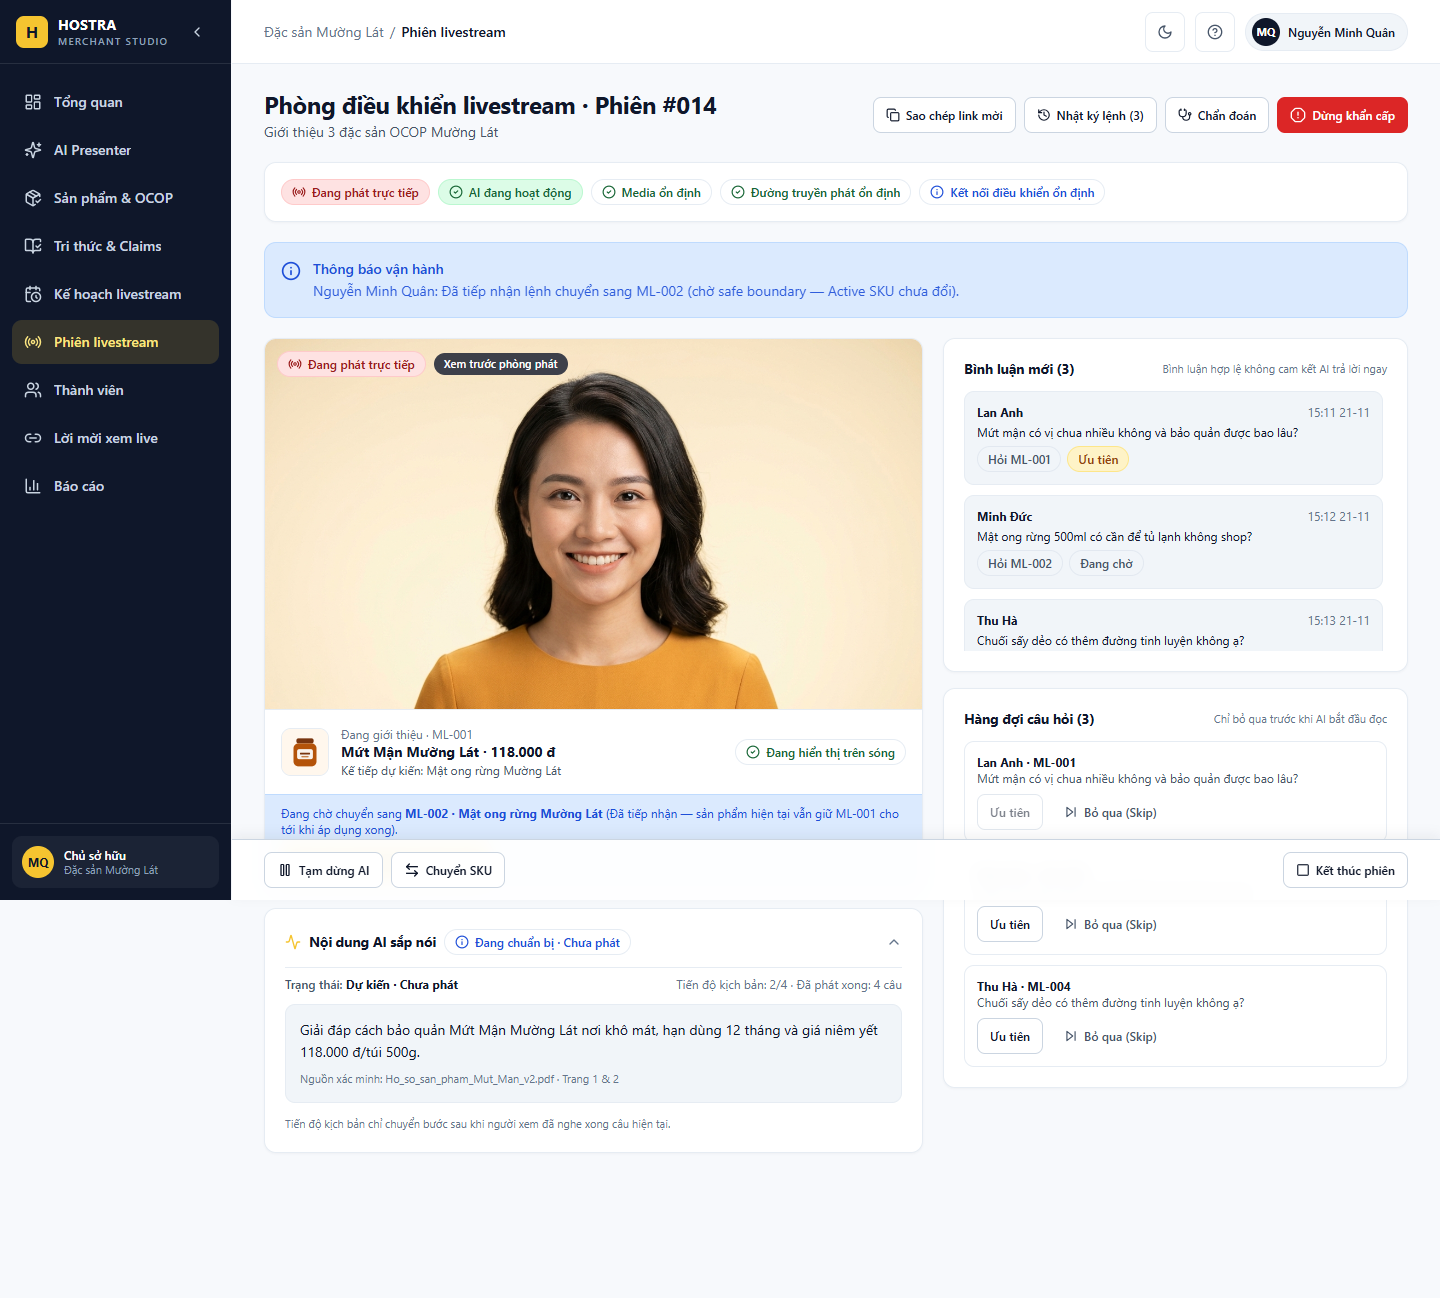 H
HOSTRA
MERCHANT STUDIO
Tổng quan
AI Presenter
Sản phẩm & OCOP
Tri thức & Claims
Kế hoạch livestream
Phiên livestream
Thành viên
Lời mời xem live
Báo cáo
MQ
Chủ sở hữu
Đặc sản Mường Lát
Đặc sản Mường Lát / Phiên livestream
MQ Nguyễn Minh Quân
Phòng điều khiển livestream · Phiên #014
Giới thiệu 3 đặc sản OCOP Mường Lát
Sao chép link mời
Nhật ký lệnh (3)
Chẩn đoán
Dừng khẩn cấp
Đang phát trực tiếp
AI đang hoạt động
Media ổn định
Đường truyền phát ổn định
Kết nối điều khiển ổn định
Thông báo vận hành
Nguyễn Minh Quân: Đã tiếp nhận lệnh chuyển sang ML-002 (chờ safe boundary — Active SKU chưa đổi).
Đang phát trực tiếp
Xem trước phòng phát
Đang giới thiệu · ML-001
Mứt Mận Mường Lát · 118.000 đ
Kế tiếp dự kiến: Mật ong rừng Mường Lát
Đang hiển thị trên sóng
Đang chờ chuyển sang ML-002 · Mật ong rừng Mường Lát (Đã tiếp nhận — sản phẩm hiện tại vẫn giữ ML-001 cho
tới khi áp dụng xong).
Bình luận mới (3)
Bình luận hợp lệ không cam kết AI trả lời ngay
Lan Anh
15:11 21-11
Mứt mận có vị chua nhiều không và bảo quản được bao lâu?
Hỏi ML-001
Ưu tiên
Minh Đức
15:12 21-11
Mật ong rừng 500ml có cần để tủ lạnh không shop?
Hỏi ML-002
Đang chờ
Thu Hà
15:13 21-11
Chuối sấy dẻo có thêm đường tinh luyện không ạ?
Hàng đợi câu hỏi (3)
Chỉ bỏ qua trước khi AI bắt đầu đọc
Lan Anh · ML-001
Mứt mận có vị chua nhiều không và bảo quản được bao lâu?
Ưu tiên
Bỏ qua (Skip)
Tạm dừng AI
Chuyển SKU
Kết thúc phiên
Ưu tiên
Bỏ qua (Skip)
Thu Hà · ML-004
Chuối sấy dẻo có thêm đường tinh luyện không ạ?
Ưu tiên
Bỏ qua (Skip)
Nội dung AI sắp nói
Đang chuẩn bị · Chưa phát
Trạng thái: Dự kiến · Chưa phát
Tiến độ kịch bản: 2/4 · Đã phát xong: 4 câu
Giải đáp cách bảo quản Mứt Mận Mường Lát nơi khô mát, hạn dùng 12 tháng và giá niêm yết
118.000 đ/túi 500g.
Nguồn xác minh: Ho_so_san_pham_Mut_Man_v2.pdf · Trang 1 & 2
Tiến độ kịch bản chỉ chuyển bước sau khi người xem đã nghe xong câu hiện tại.